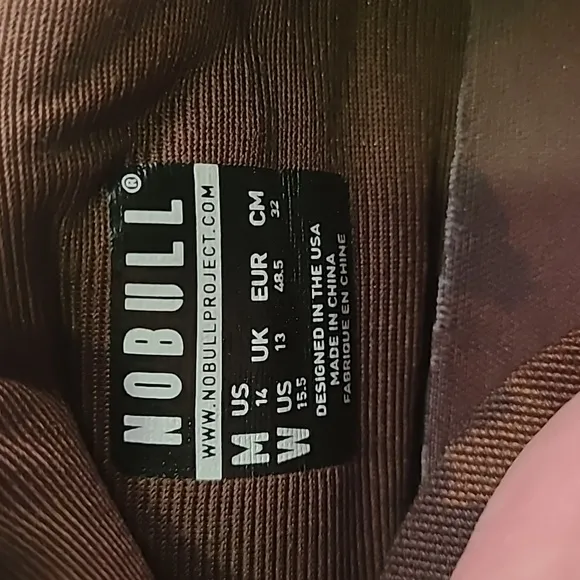 NOBULL®
WWW.NOBULLPROJECT.COM
M US UK EUR CM
14 13 48.5 32
W US
15.5
DESIGNED IN THE USA
MADE IN CHINA
FABRIQUE EN CHINE